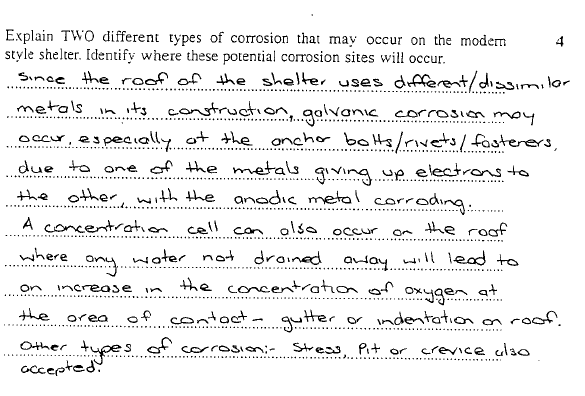 Explain TWO different types of corrosion that may occur on the modern 4
style shelter. Identify where these potential corrosion sites will occur.
Since the roof of the shelter uses different/dissimilar
metals in its construction, galvanic corrosion may
occur, especially at the anchor bolts/rivets/fasteners,
due to one of the metals giving up electrons to
the other, with the anodic metal corroding.
A concentration cell can also occur on the roof
where any water not drained away will lead to
an increase in the concentration of oxygen at
the area of contact - gutter or indentation on roof.
Other types of corrosion:- Stress, Pit or crevice also
accepted.